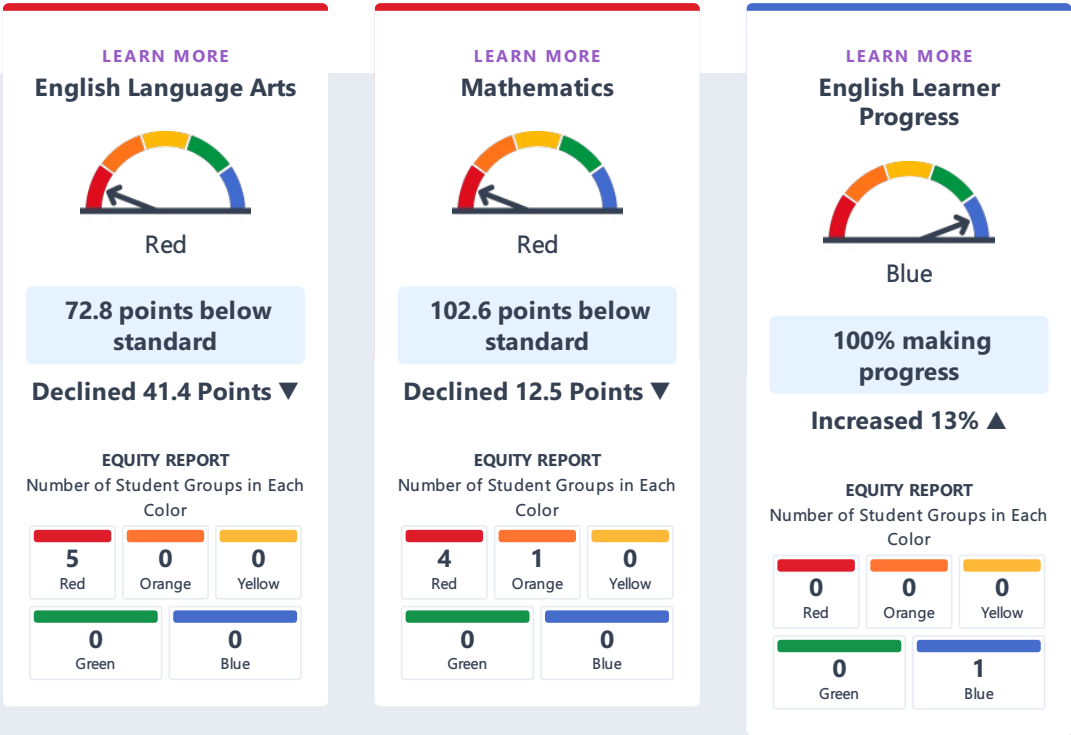 LEARN MORE
English Language Arts
Red
72.8 points below
standard
Declined 41.4 Points ▼
EQUITY REPORT
Number of Student Groups in Each
Color
5
Red
0
Orange
0
Yellow
0
Green
0
Blue
LEARN MORE
Mathematics
Red
102.6 points below
standard
Declined 12.5 Points ▼
EQUITY REPORT
Number of Student Groups in Each
Color
4
Red
1
Orange
0
Yellow
0
Green
0
Blue
LEARN MORE
English Learner
Progress
Blue
100% making
progress
Increased 13% ▲
EQUITY REPORT
Number of Student Groups in Each
Color
0
Red
0
Orange
0
Yellow
0
Green
1
Blue